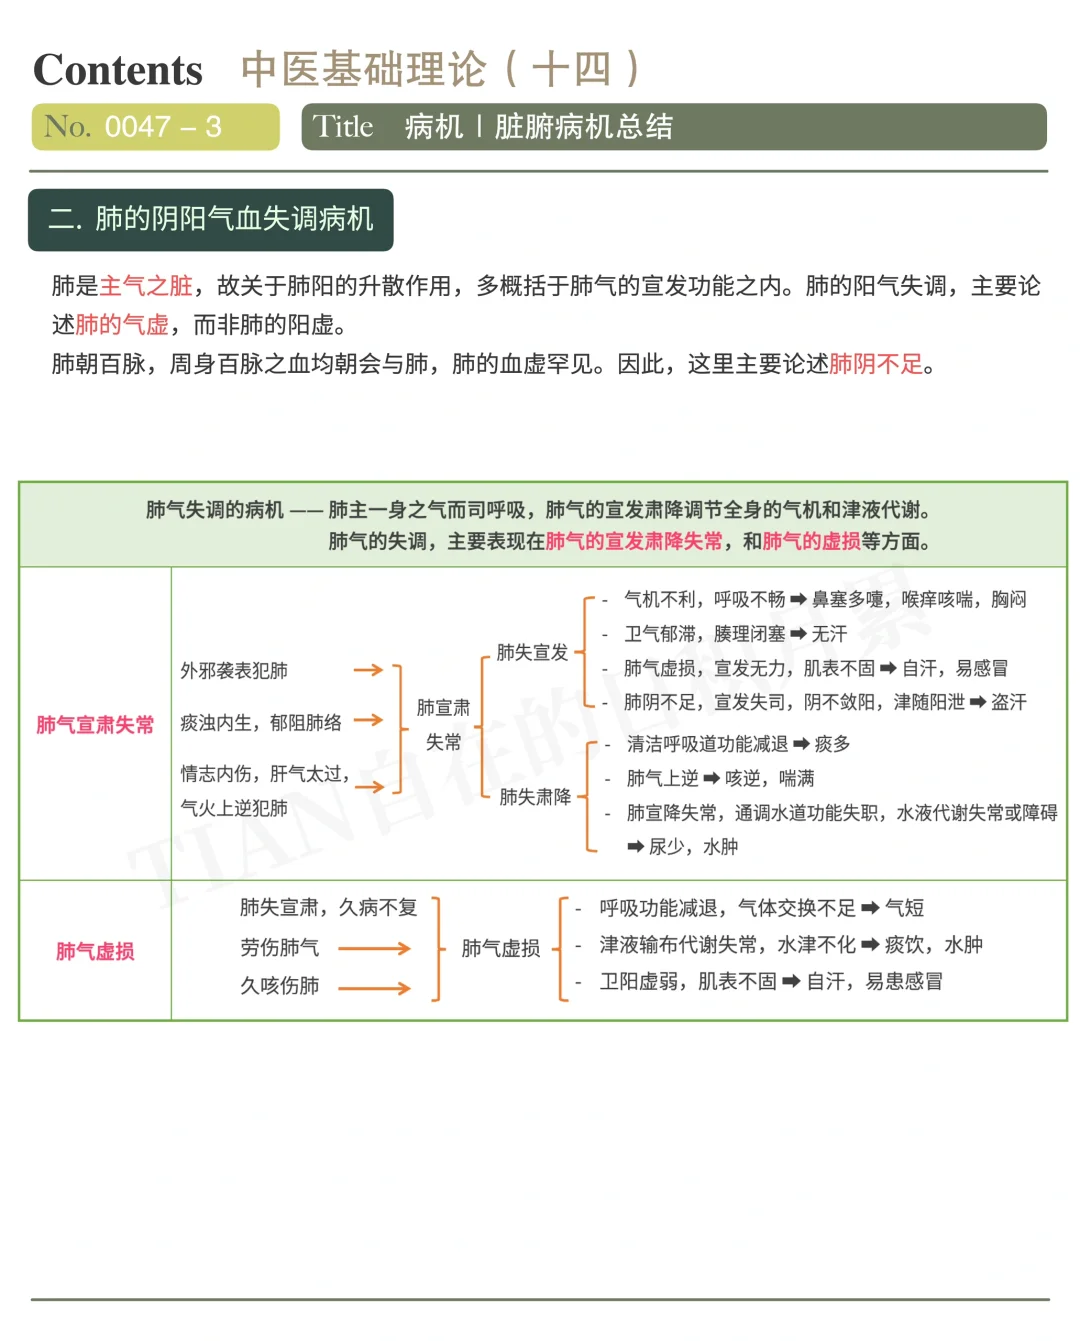 Contents 中医基础理论（十四）
No. 0047 – 3
Title 病机 | 脏腑病机总结
二. 肺的阴阳气血失调病机
肺是主气之脏，故关于肺阳的升散作用，多概括于肺气的宣发功能之内。肺的阳气失调，主要论
述肺的气虚，而非肺的阳虚。
肺朝百脉，周身百脉之血均朝会与肺，肺的血虚罕见。因此，这里主要论述肺阴不足。
肺气失调的病机 —— 肺主一身之气而司呼吸，肺气的宣发肃降调节全身的气机和津液代谢。
肺气的失调，主要表现在肺气的宣发肃降失常，和肺气的虚损等方面。
肺气宣肃失常
外邪袭表犯肺
痰浊内生，郁阻肺络
情志内伤，肝气太过，
气火上逆犯肺
肺宣肃
失常
肺失宣发
- 气机不利，呼吸不畅 ➡ 鼻塞多嚏，喉痒咳喘，胸闷
- 卫气郁滞，腠理闭塞 ➡ 无汗
- 肺气虚损，宣发无力，肌表不固 ➡ 自汗，易感冒
- 肺阴不足，宣发失司，阴不敛阳，津随阳泄 ➡ 盗汗
肺失肃降
- 清洁呼吸道功能减退 ➡ 痰多
- 肺气上逆 ➡ 咳逆，喘满
- 肺宣降失常，通调水道功能失职，水液代谢失常或障碍
➡ 尿少，水肿
肺气虚损
肺失宣肃，久病不复
劳伤肺气
久咳伤肺
肺气虚损
- 呼吸功能减退，气体交换不足 ➡ 气短
- 津液输布代谢失常，水津不化 ➡ 痰饮，水肿
- 卫阳虚弱，肌表不固 ➡ 自汗，易患感冒
TIAN自在的日积月累